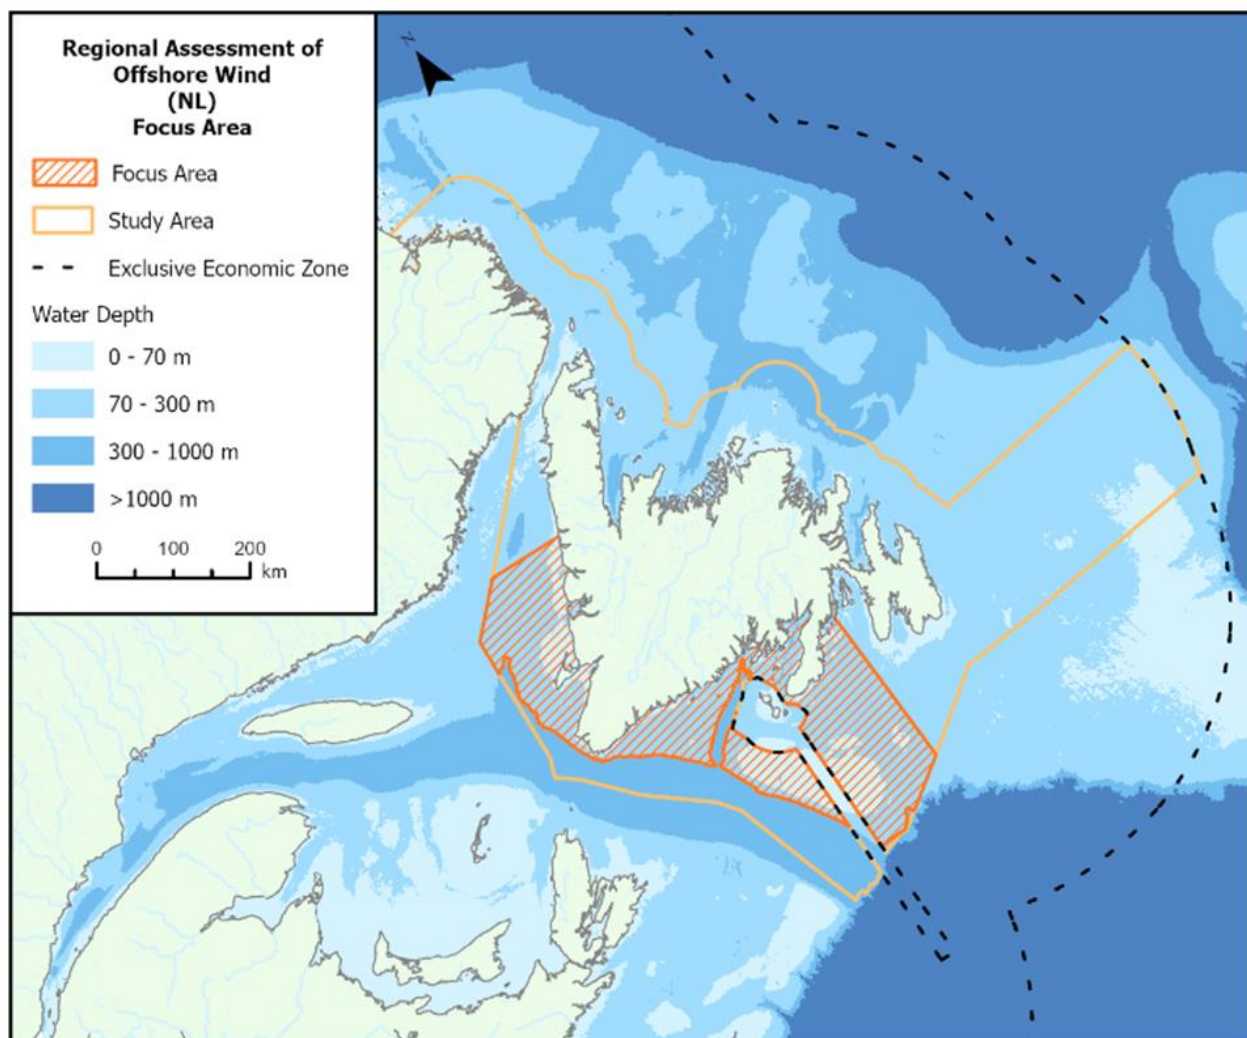 Regional Assessment of
Offshore Wind
(NL)
Focus Area
Focus Area
Study Area
Exclusive Economic Zone
Water Depth
0 - 70 m
70 - 300 m
300 - 1000 m
>1000 m
0 100 200
km
N